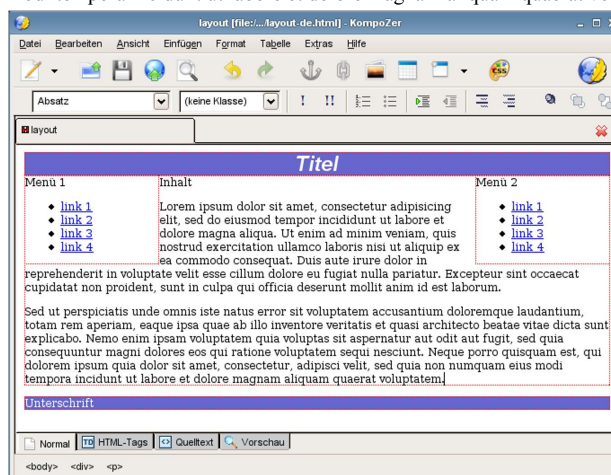 layout [file:/.../layout-de.html] - KompoZer
Datei Bearbeiten Ansicht Einfügen Format Tabelle Extras Hilfe
CSS
Absatz (keine Klasse) ! !!
layout
Titel
Menü 1 Inhalt Menü 2
link 1
link 2
link 3
link 4
Lorem ipsum dolor sit amet, consectetur adipisicing
elit, sed do eiusmod tempor incididunt ut labore et
dolore magna aliqua. Ut enim ad minim veniam, quis
nostrud exercitation ullamco laboris nisi ut aliquip ex
ea commodo consequat. Duis aute irure dolor in
link 1
link 2
link 3
link 4
reprehenderit in voluptate velit esse cillum dolore eu fugiat nulla pariatur. Excepteur sint occaecat
cupidatat non proident, sunt in culpa qui officia deserunt mollit anim id est laborum.
Sed ut perspiciatis unde omnis iste natus error sit voluptatem accusantium doloremque laudantium,
totam rem aperiam, eaque ipsa quae ab illo inventore veritatis et quasi architecto beatae vitae dicta sunt
explicabo. Nemo enim ipsam voluptatem quia voluptas sit aspernatur aut odit aut fugit, sed quia
consequuntur magni dolores eos qui ratione voluptatem sequi nesciunt. Neque porro quisquam est, qui
dolorem ipsum quia dolor sit amet, consectetur, adipisci velit, sed quia non numquam eius modi
tempora incidunt ut labore et dolore magnam aliquam quaerat voluptatem.
Unterschrift
Normal TD HTML-Tags Quelltext Vorschau
<body> <div> <p>